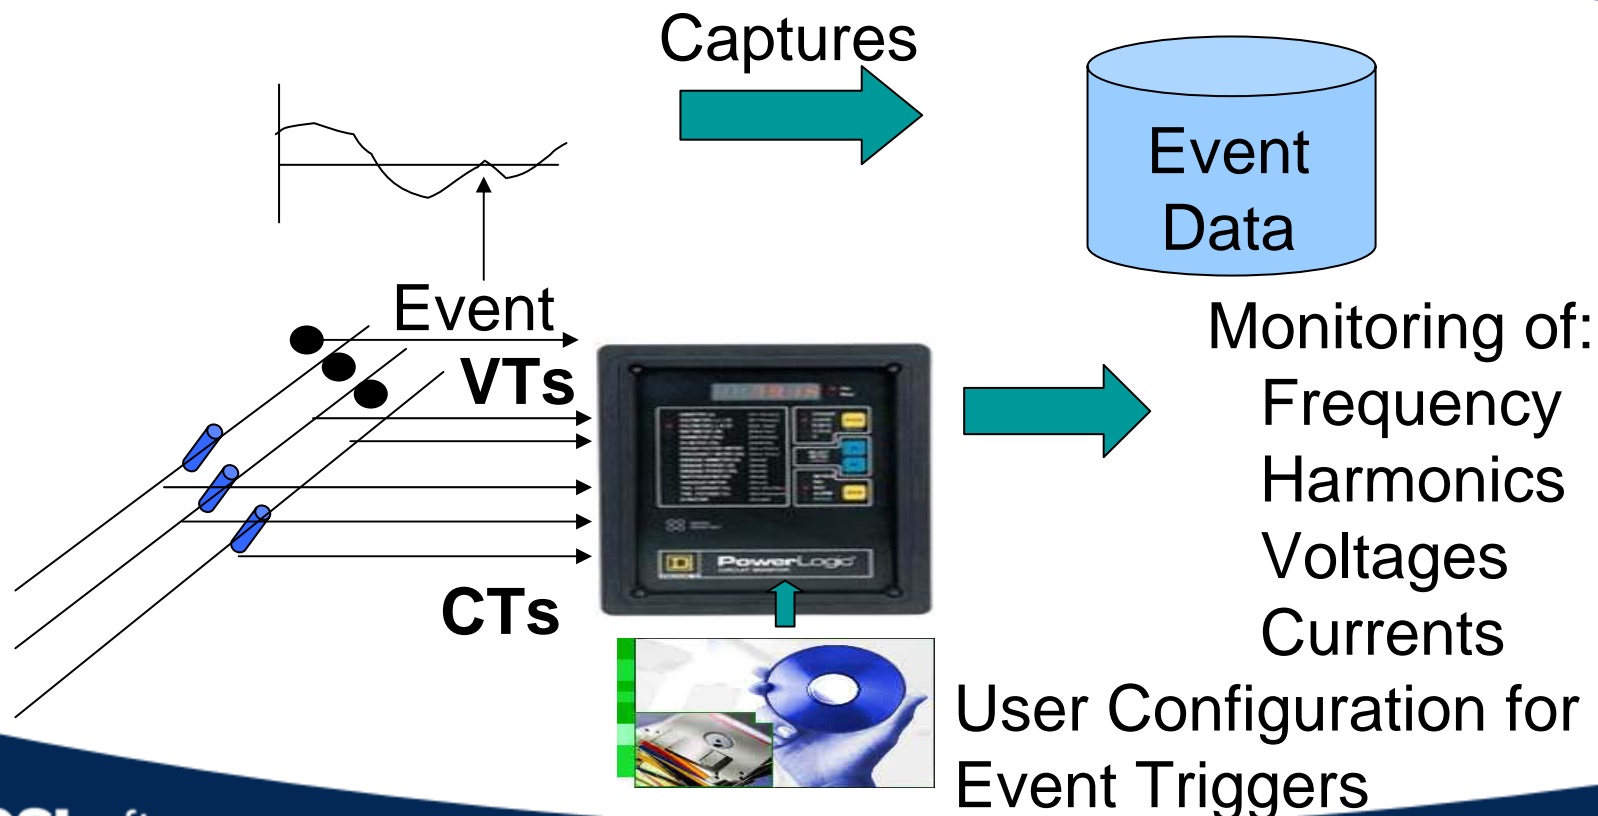 Captures
Event
Data
Event
VTs
CTs
PowerLogic
Monitoring of:
Frequency
Harmonics
Voltages
Currents
User Configuration for
Event Triggers